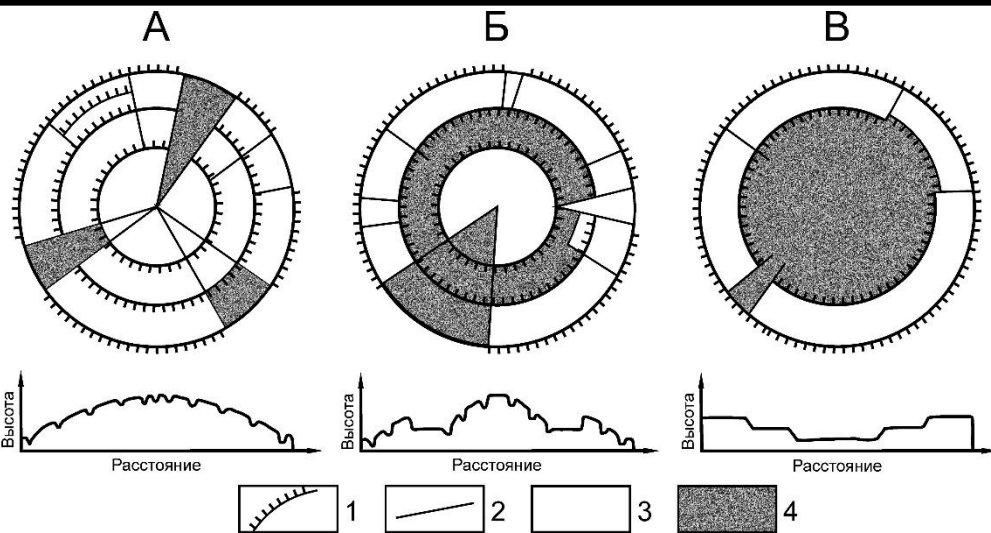 А Б В
Высота Высота Высота
Расстояние Расстояние Расстояние
1 2 3 4